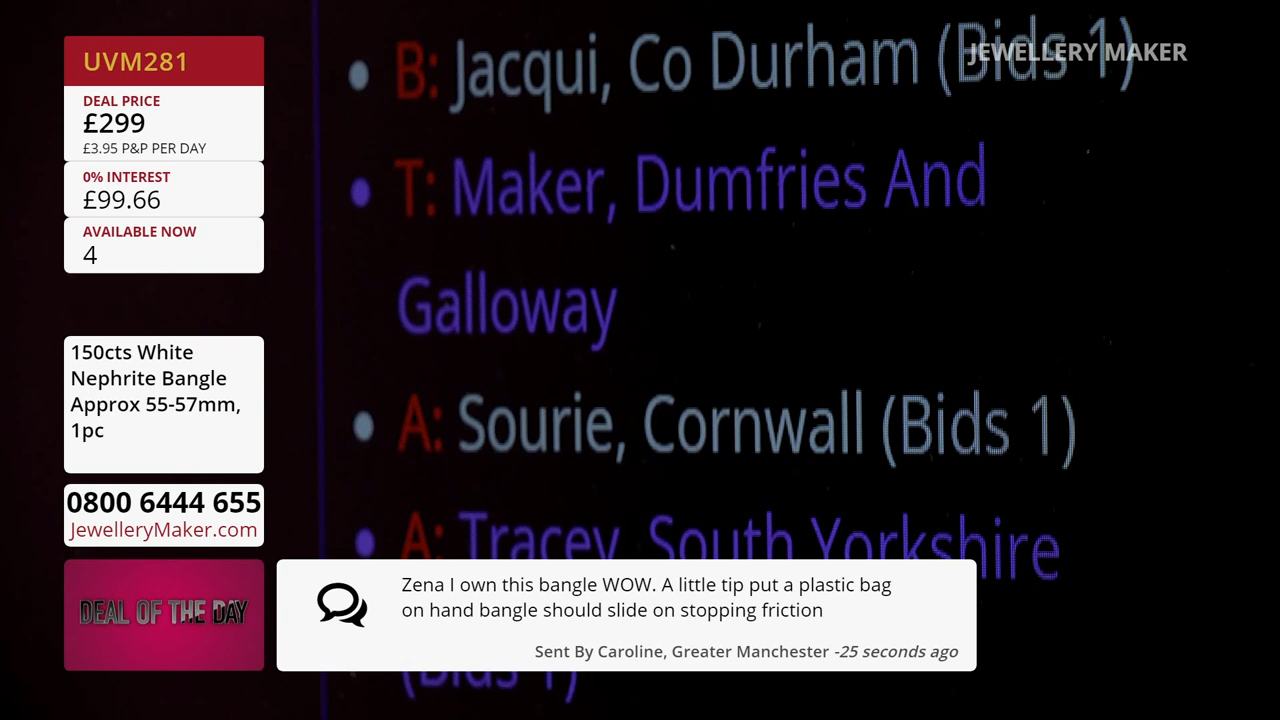 UVM281
DEAL PRICE
£299
£3.95 P&P PER DAY
0% INTEREST
£99.66
AVAILABLE NOW
4
150cts White
Nephrite Bangle
Approx 55-57mm,
1pc
0800 6444 655
JewelleryMaker.com
DEAL OF THE DAY
JEWELLERY MAKER
• B: Jacqui, Co Durham (Bids 1)
• T: Maker, Dumfries And
Galloway
• A: Sourie, Cornwall (Bids 1)
• A: Tracey, South Yorkshire
(Bids 1)
Zena I own this bangle WOW. A little tip put a plastic bag
on hand bangle should slide on stopping friction
Sent By Caroline, Greater Manchester -25 seconds ago